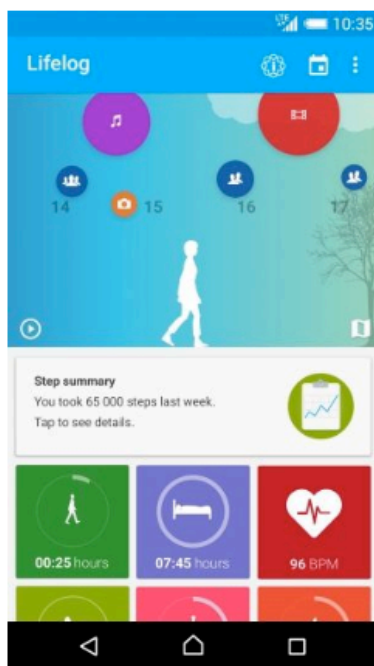 LTE 10:35
Lifelog
14 15 16 17
Step summary
You took 65 000 steps last week.
Tap to see details.
00:25 hours 07:45 hours 96 BPM